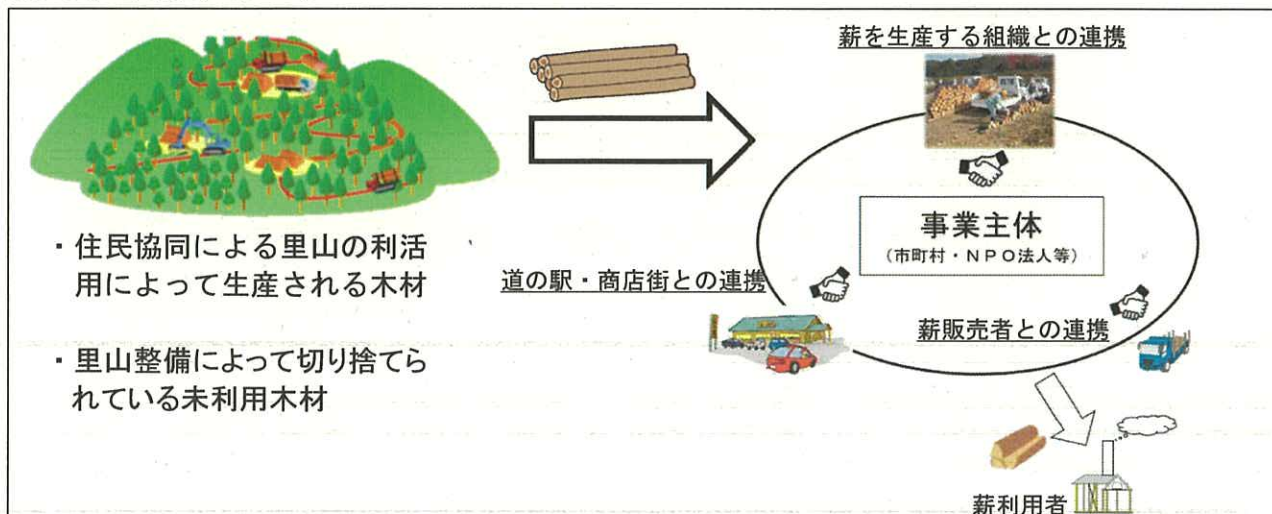 ・住民協同による里山の利活
用によって生産される木材
・里山整備によって切り捨てら
れている未利用木材
薪を生産する組織との連携
事業主体
（市町村・ＮＰＯ法人等）
道の駅・商店街との連携
薪販売者との連携
薪利用者